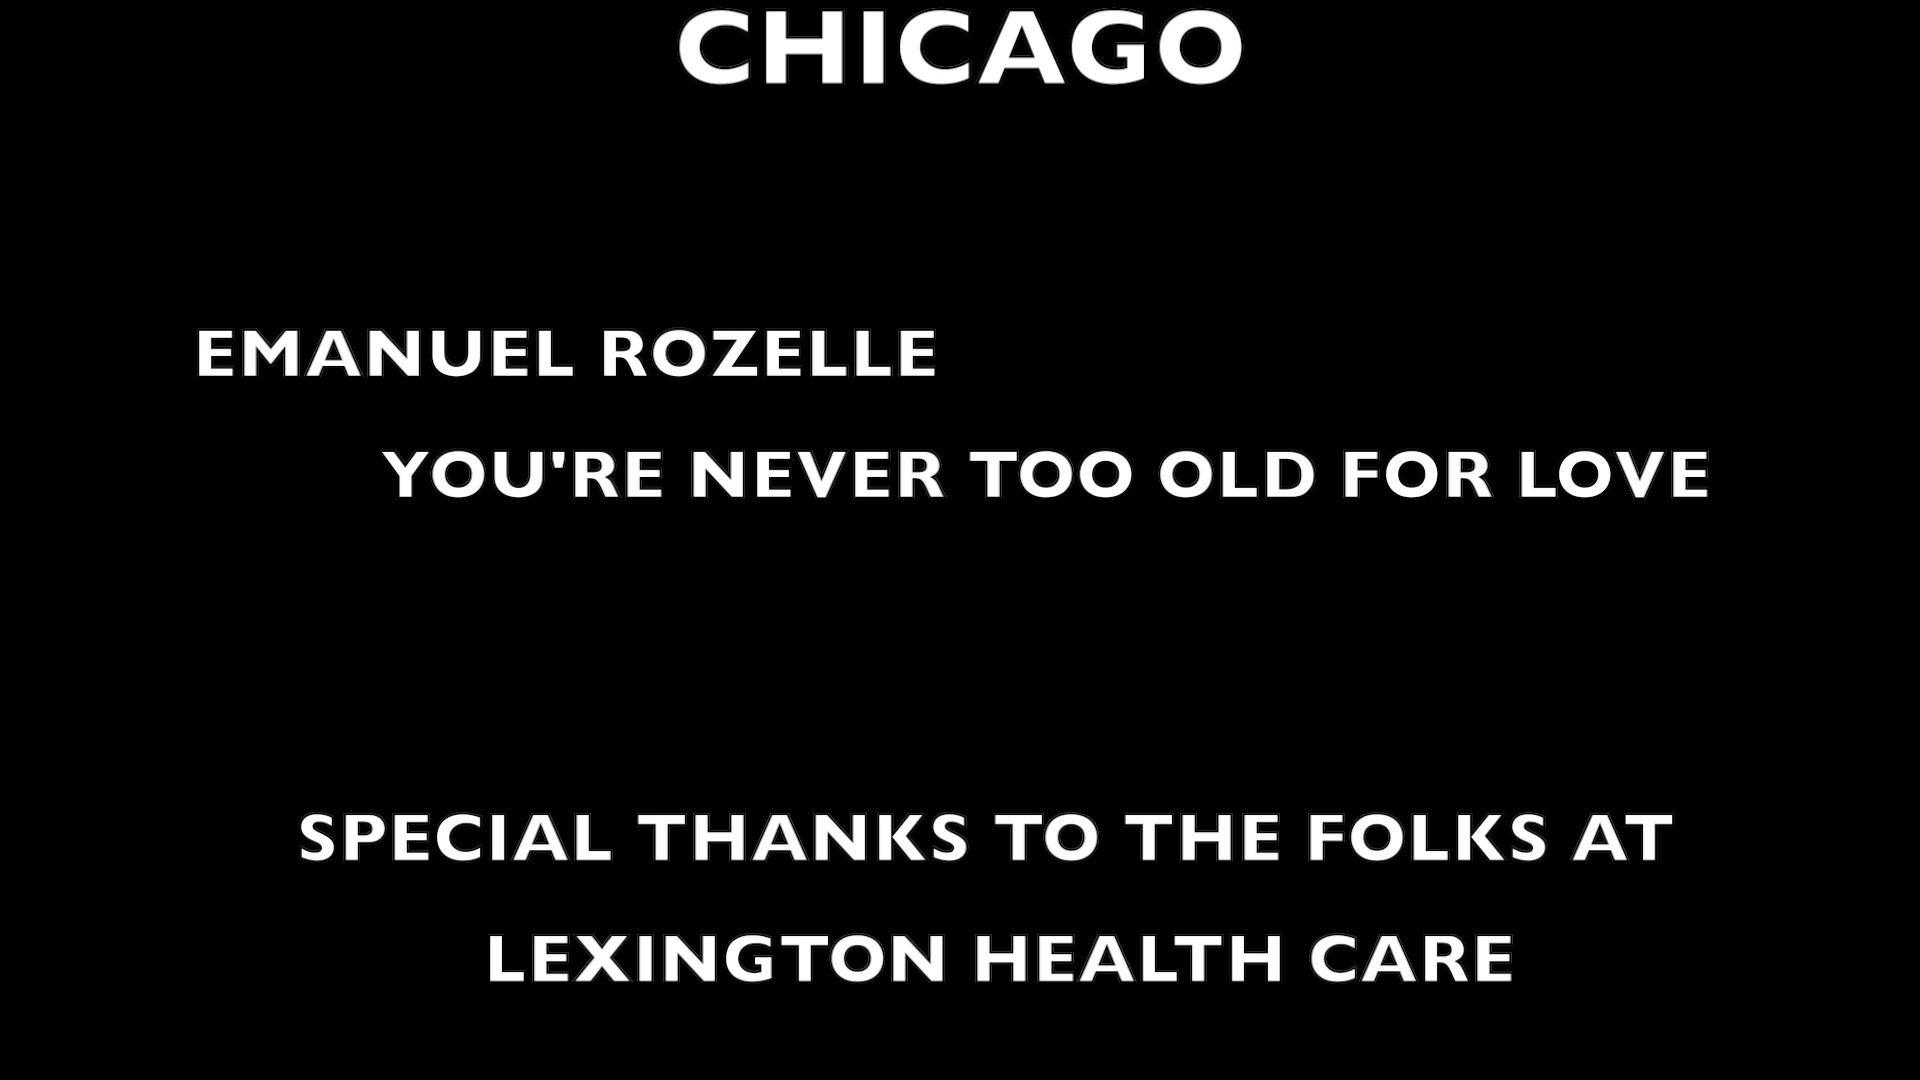 CHICAGO
EMANUEL ROZELLE
YOU'RE NEVER TOO OLD FOR LOVE
SPECIAL THANKS TO THE FOLKS AT
LEXINGTON HEALTH CARE